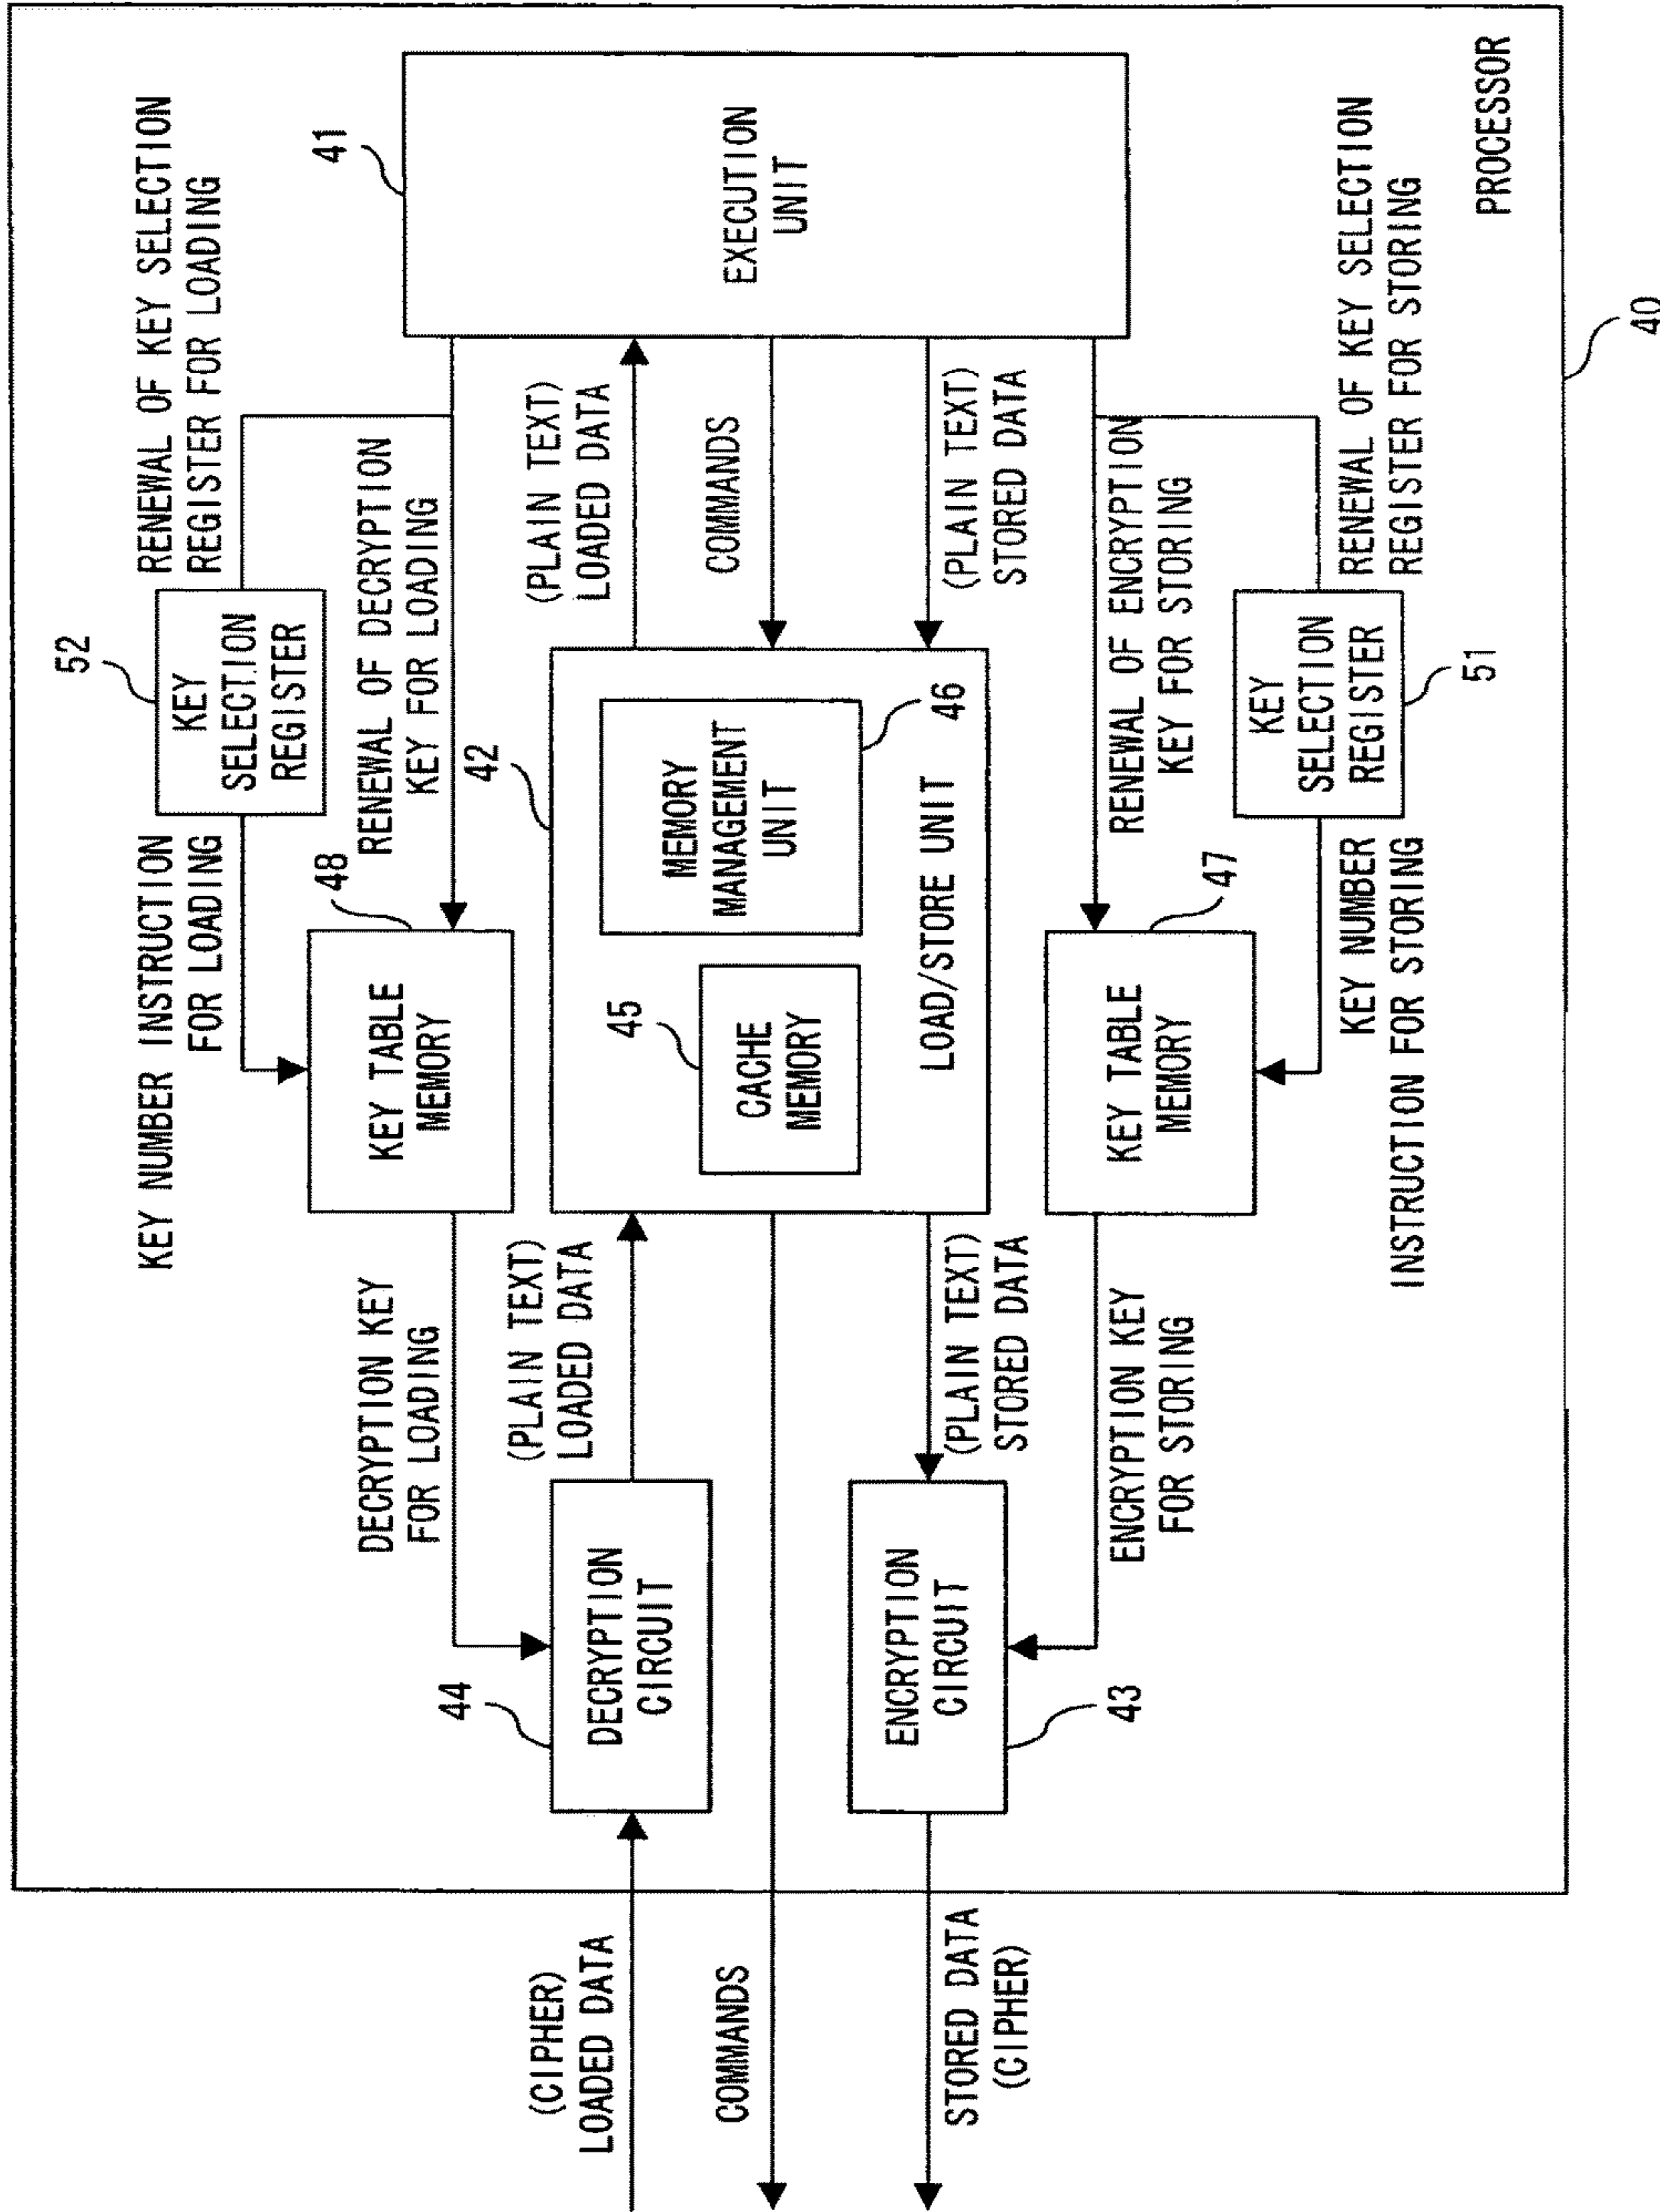 52
KEY
SELECTION
REGISTER
RENEWAL OF KEY SELECTION
REGISTER FOR LOADING
41
KEY NUMBER INSTRUCTION
FOR LOADING
48
RENEWAL OF DECRYPTION
KEY FOR LOADING
EXECUTION
UNIT
DECRYPTION KEY
FOR LOADING
KEY TABLE
MEMORY
42
44
(PLAIN TEXT)
LOADED DATA
(PLAIN TEXT)
LOADED DATA
(CIPHER)
LOADED DATA
DECRYPTION
CIRCUIT
45
CACHE
MEMORY
MEMORY
MANAGEMENT
UNIT
46
COMMANDS
COMMANDS
LOAD/STORE UNIT
STORED DATA
(CIPHER)
ENCRYPTION
CIRCUIT
43
(PLAIN TEXT)
STORED DATA
(PLAIN TEXT)
STORED DATA
ENCRYPTION KEY
FOR STORING
KEY TABLE
MEMORY
47
RENEWAL OF ENCRYPTION
KEY FOR STORING
KEY NUMBER
INSTRUCTION FOR STORING
KEY
SELECTION
REGISTER
51
RENEWAL OF KEY SELECTION
REGISTER FOR STORING
PROCESSOR
40